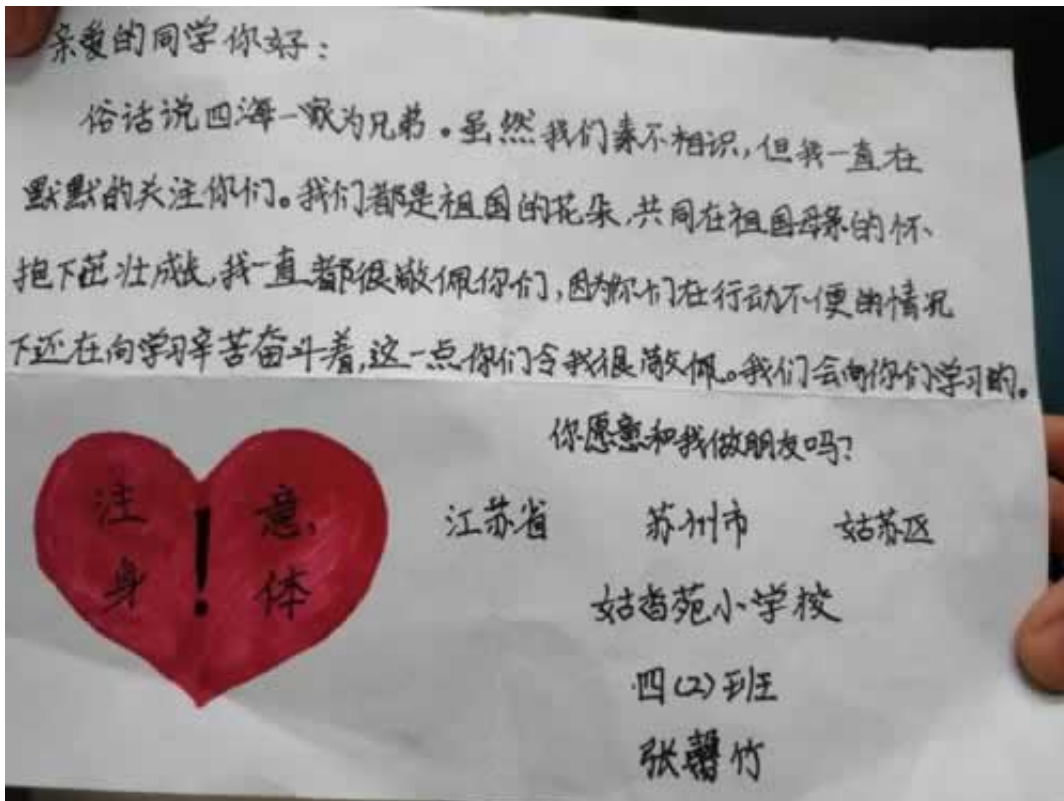 亲爱的同学你好：
俗话说四海一家为兄弟。虽然我们素不相识，但我一直在
默默的关注你们。我们都是祖国的花朵，共同在祖国母亲的怀
抱下茁壮成长，我一直都很敬佩你们，因为你们在行动不便的情况
下还在向学习辛苦奋斗着，这一点你们令我很敬佩。我们会向你们学习的。
你愿意和我做朋友吗？
注意，
身！体
江苏省 苏州市 姑苏区
姑香苑小学校
四(2)班
张馨竹